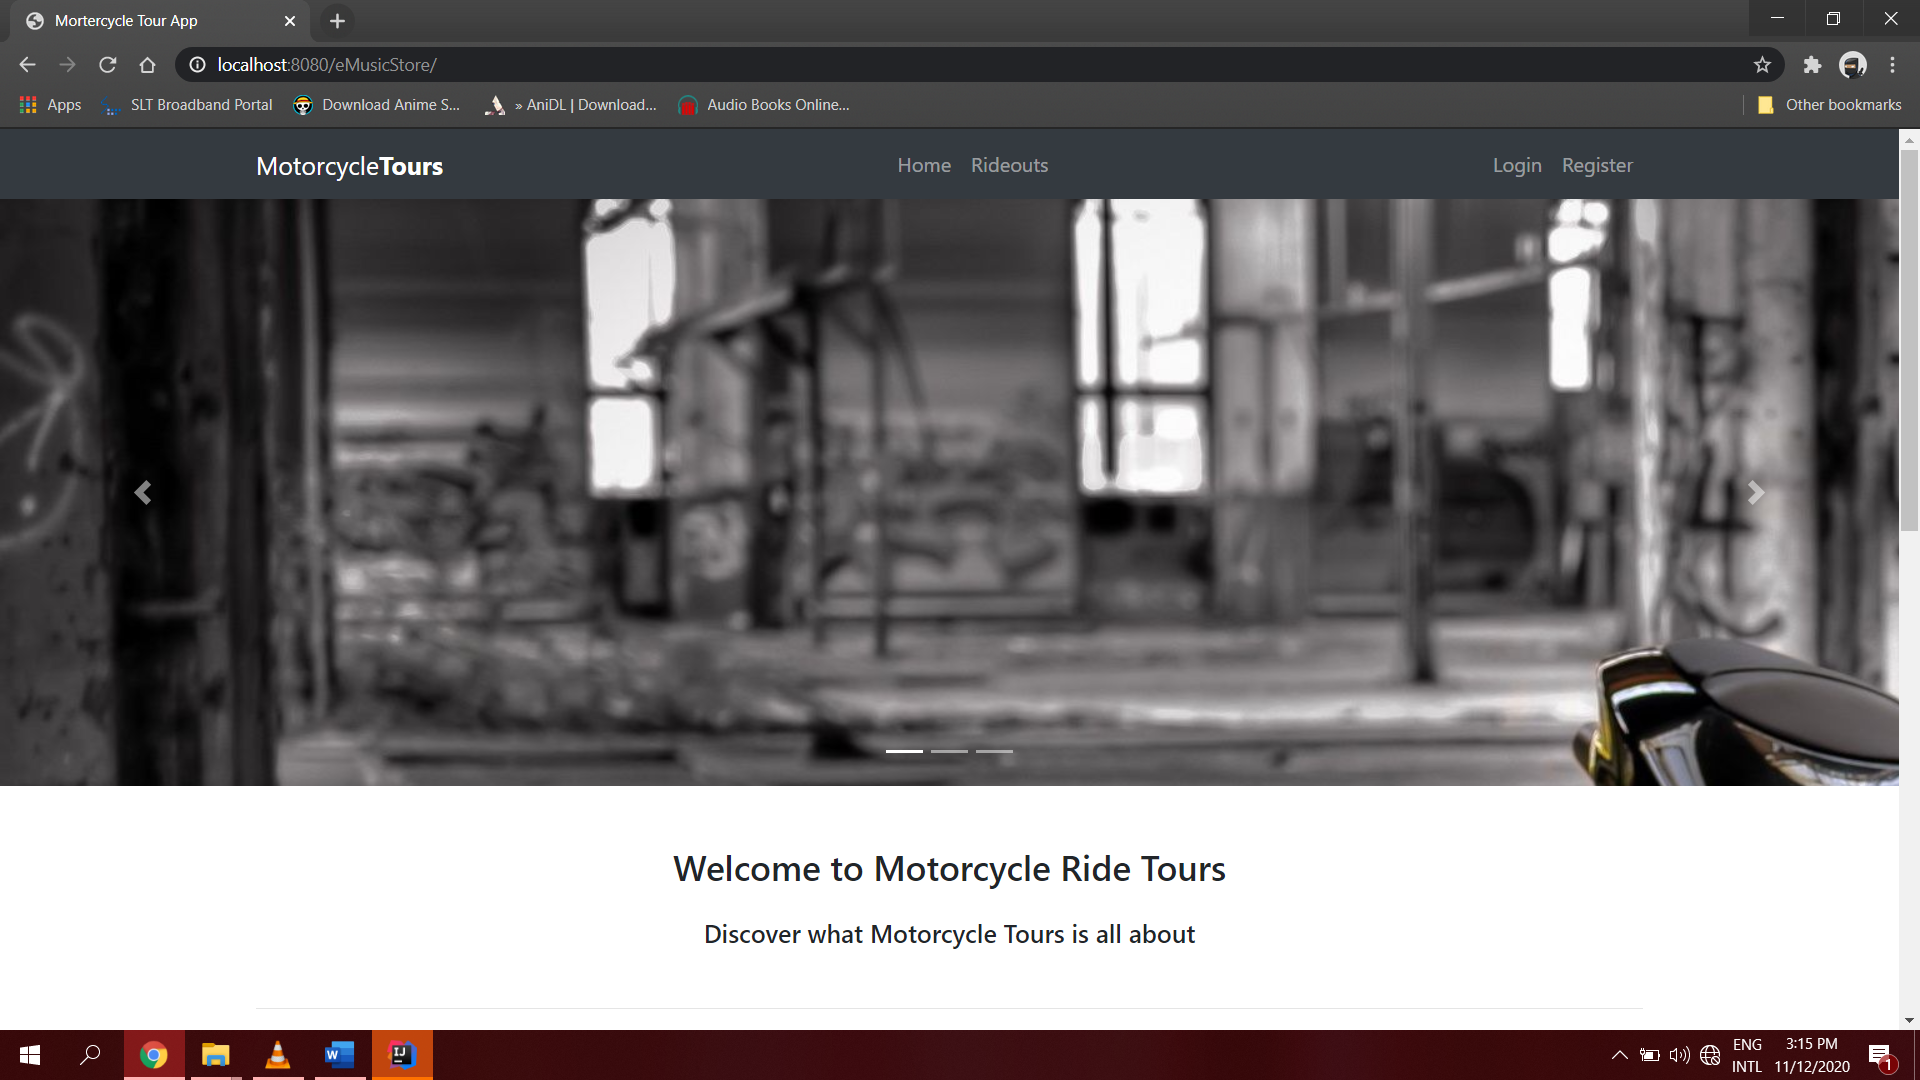 Mortercycle Tour App
localhost:8080/eMusicStore/
Apps
SLT Broadband Portal
Download Anime S...
» AniDL | Download...
Audio Books Online...
Other bookmarks
MotorcycleTours
Home
Rideouts
Login
Register
Welcome to Motorcycle Ride Tours
Discover what Motorcycle Tours is all about
W
IJ
ENG
INTL
3:15 PM
11/12/2020
1